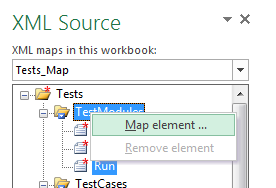 XML Source
XML maps in this workbook:
Tests_Map
Tests
TestModules
Map element ...
Remove element
Run
TestCases